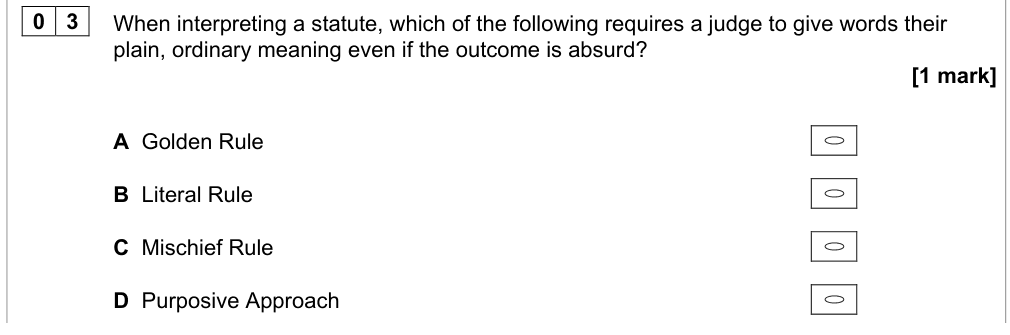 0 3 When interpreting a statute, which of the following requires a judge to give words their
plain, ordinary meaning even if the outcome is absurd?
[1 mark]
A Golden Rule
B Literal Rule
C Mischief Rule
D Purposive Approach